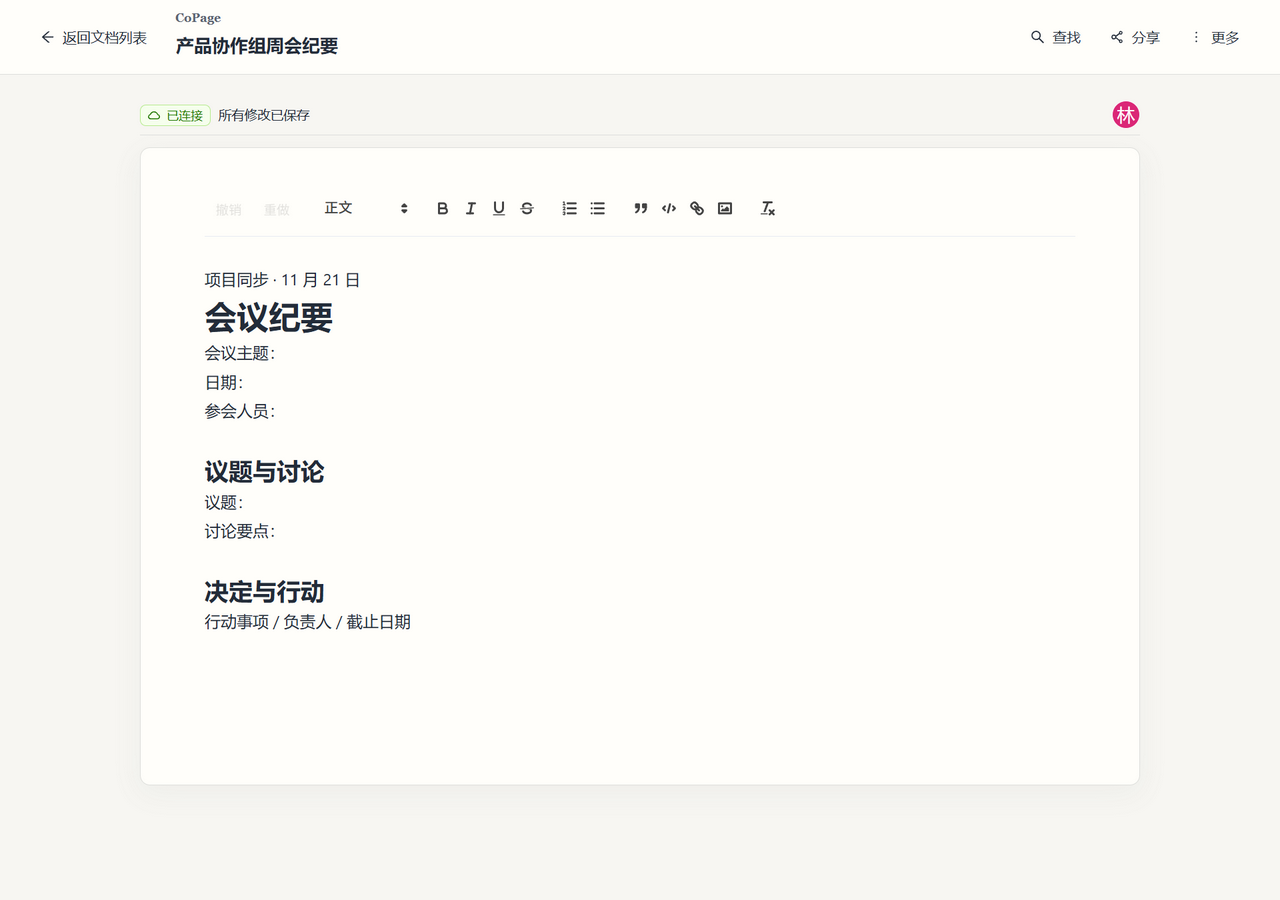 返回文档列表
CoPage
产品协作组周会纪要
查找
分享
更多
已连接
所有修改已保存
林
撤销
重做
正文
项目同步 · 11 月 21 日
会议纪要
会议主题：
日期：
参会人员：
议题与讨论
议题：
讨论要点：
决定与行动
行动事项 / 负责人 / 截止日期